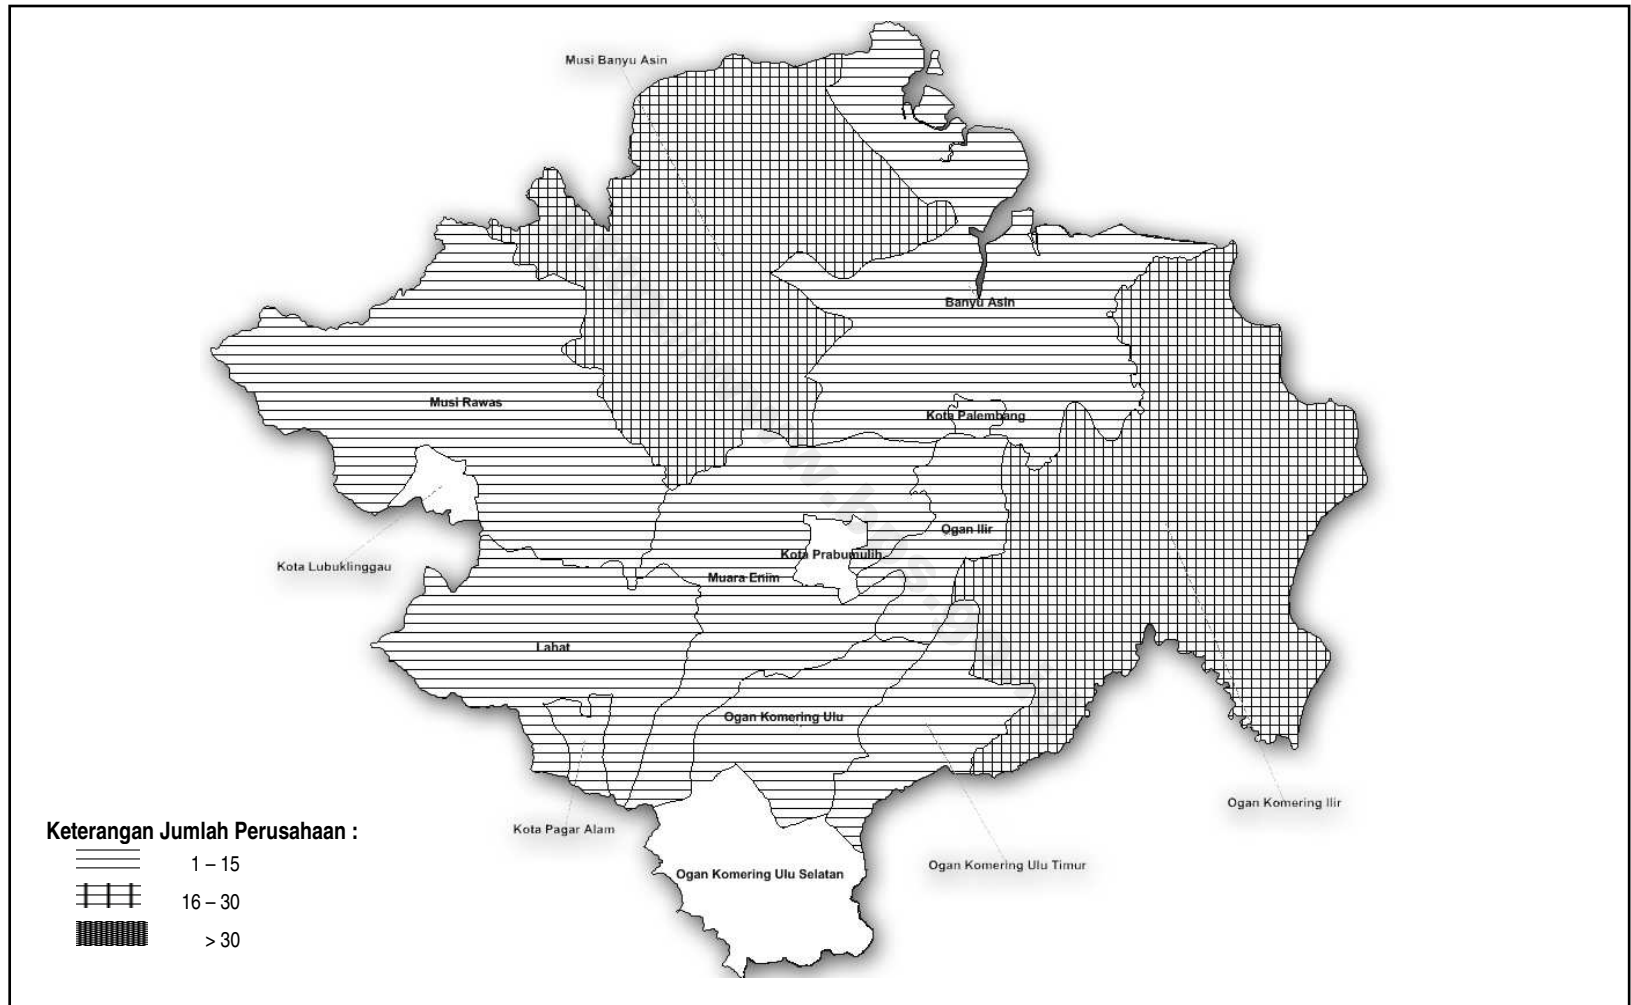 Musi Banyu Asin
Banyu Asin
Musi Rawas
Kota Palembang
Ogan Ilir
Kota Prabumulih
Kota Lubuklinggau
Muara Enim
Lahat
Ogan Komering Ulu
Ogan Komering Ilir
Kota Pagar Alam
Ogan Komering Ulu Timur
Ogan Komering Ulu Selatan
Keterangan Jumlah Perusahaan :
1 – 15
16 – 30
> 30